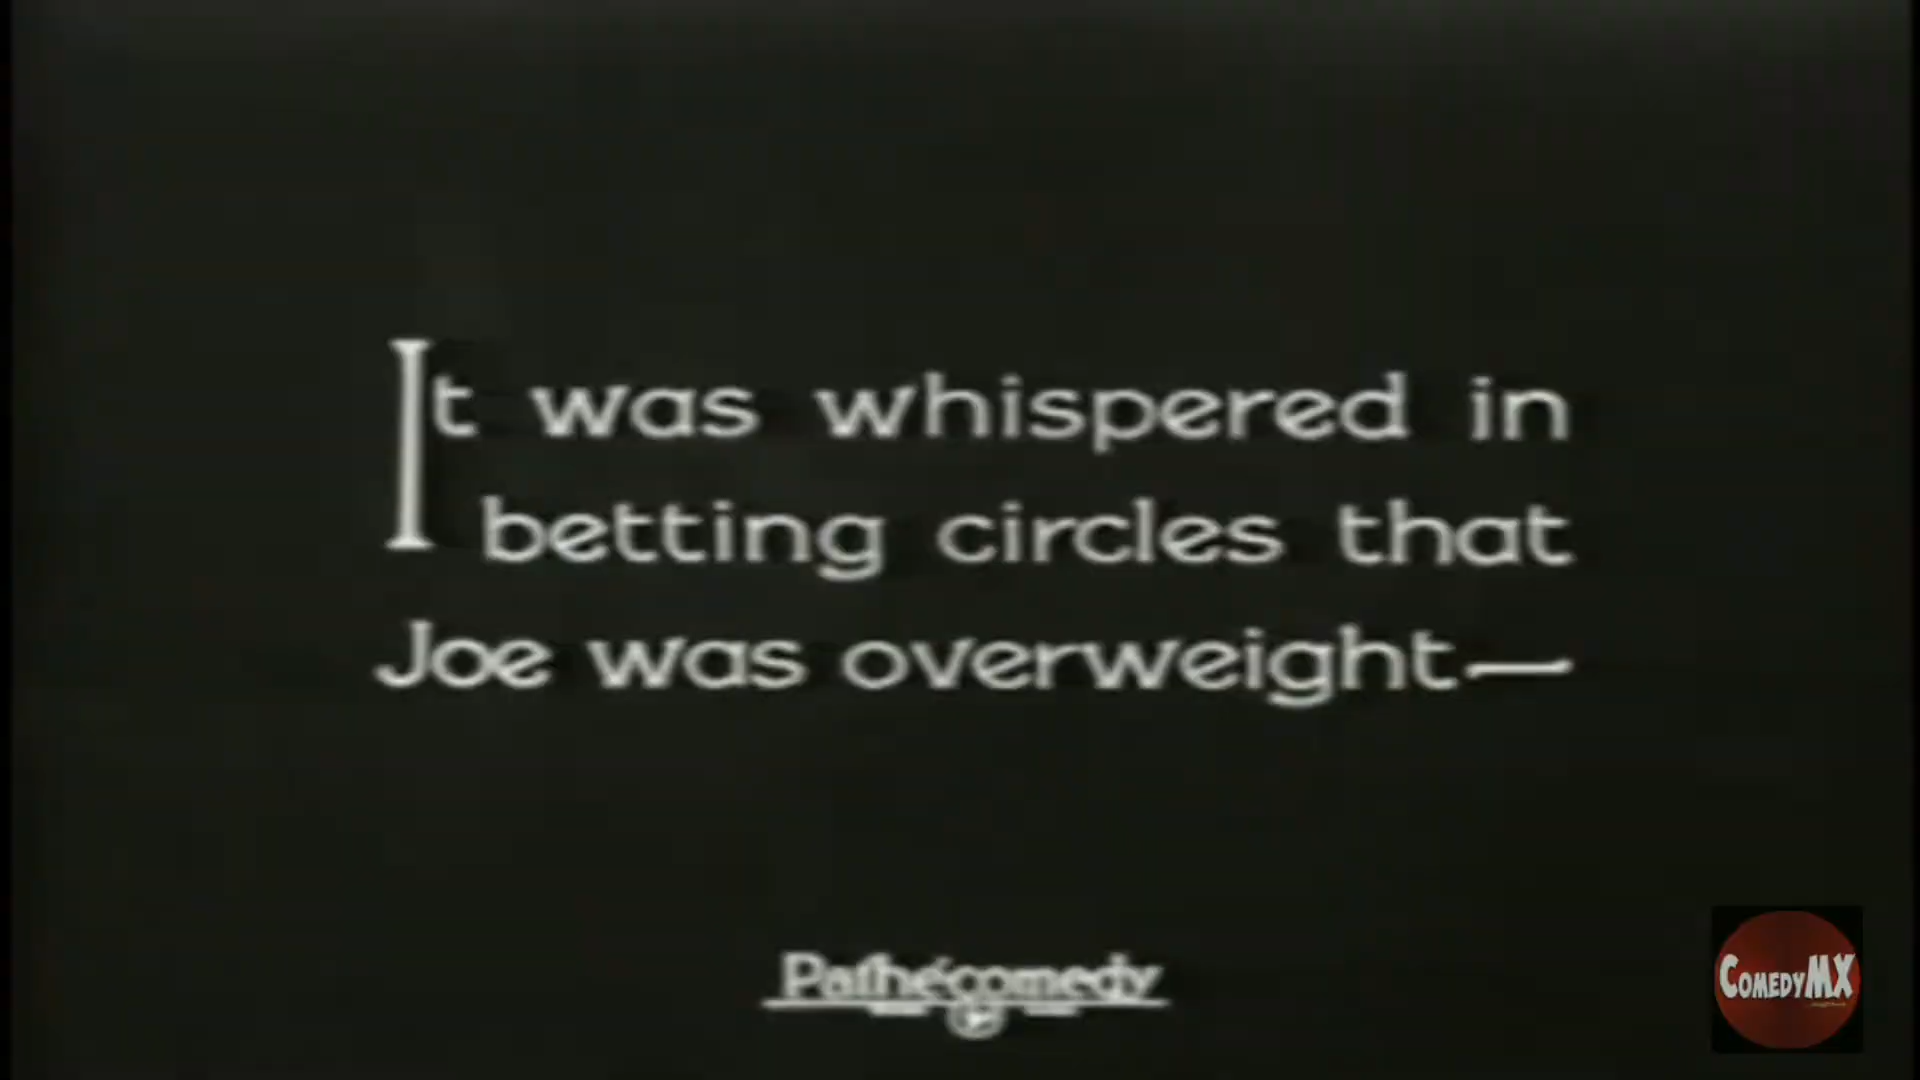 It was whispered in
betting circles that
Joe was overweight—
Pathécomedy
COMEDYMX